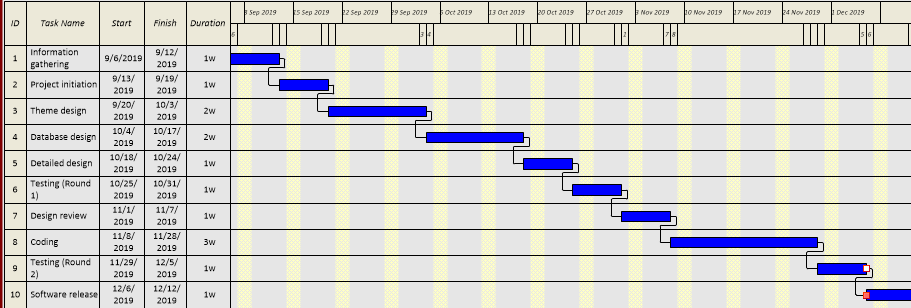 ID Task Name Start Finish Duration 8 Sep 2019 15 Sep 2019 22 Sep 2019 29 Sep 2019 6 Oct 2019 13 Oct 2019 20 Oct 2019 27 Oct 2019 3 Nov 2019 10 Nov 2019 17 Nov 2019 24 Nov 2019 1 Dec 2019
6 3 4 1 7 8 5 6
1 Information gathering 9/6/2019 9/12/2019 1w
2 Project initiation 9/13/2019 9/19/2019 1w
3 Theme design 9/20/2019 10/3/2019 2w
4 Database design 10/4/2019 10/17/2019 2w
5 Detailed design 10/18/2019 10/24/2019 1w
6 Testing (Round 1) 10/25/2019 10/31/2019 1w
7 Design review 11/1/2019 11/7/2019 1w
8 Coding 11/8/2019 11/28/2019 3w
9 Testing (Round 2) 11/29/2019 12/5/2019 1w
10 Software release 12/6/2019 12/12/2019 1w